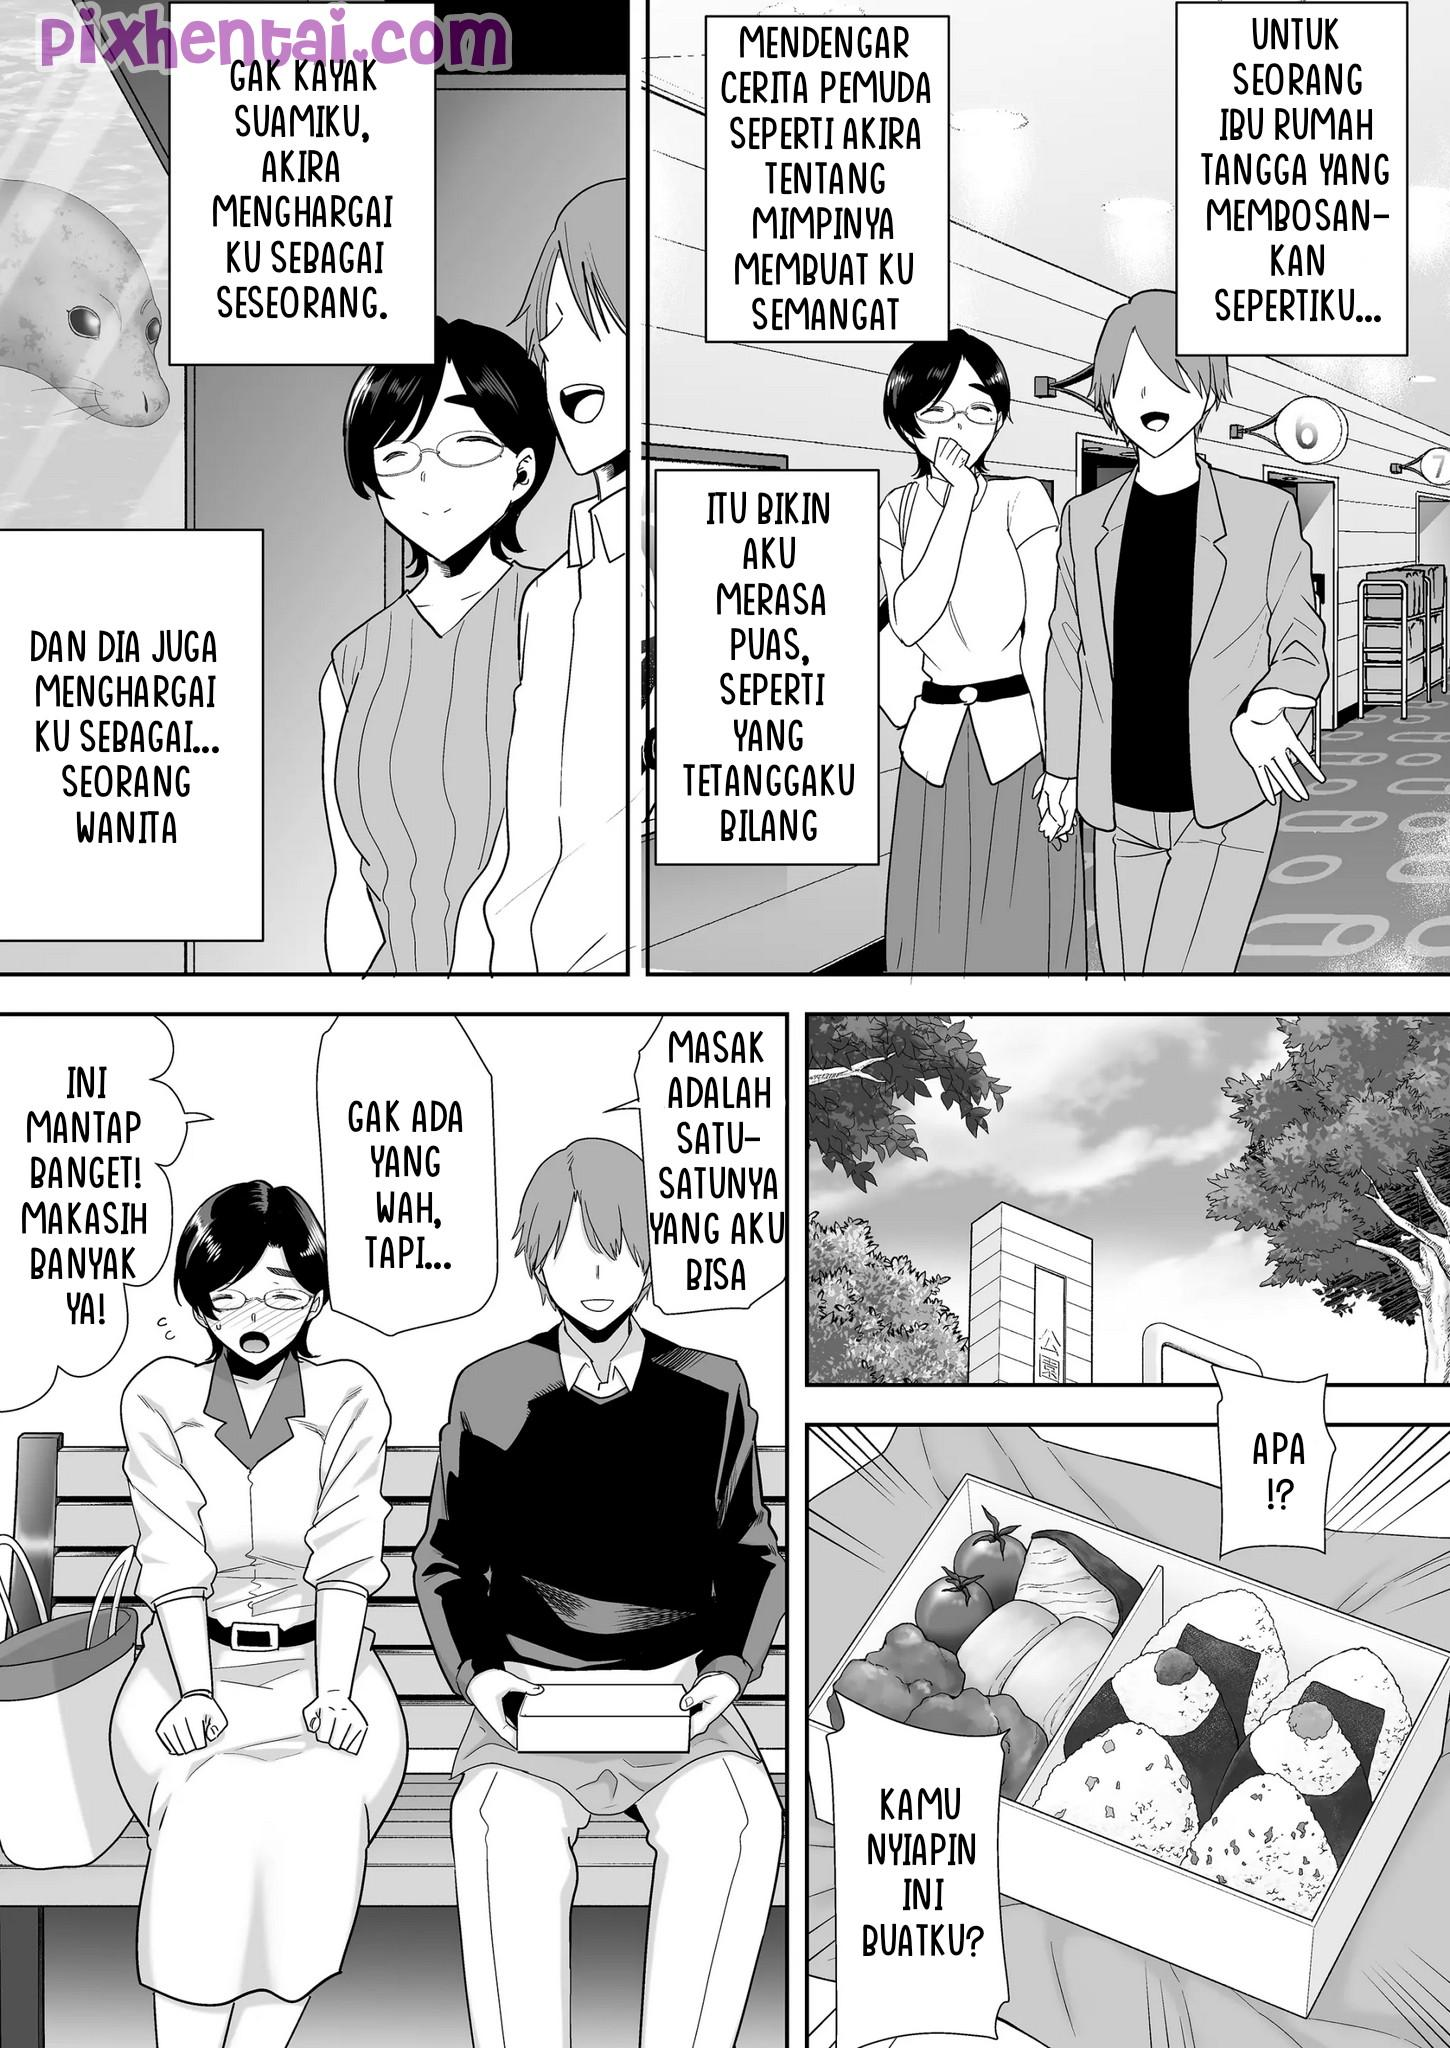 pixhentai.com
UNTUK
SEORANG
IBU RUMAH
TANGGA YANG
MEMBOSAN-
KAN
SEPERTIKU...
MENDENGAR
CERITA PEMUDA
SEPERTI AKIRA
TENTANG
MIMPINYA
MEMBUAT KU
SEMANGAT
6
7
ITU BIKIN
AKU
MERASA
PUAS,
SEPERTI
YANG
TETANGGAKU
BILANG
GAK KAYAK
SUAMIKU,
AKIRA
MENGHARGAI
KU SEBAGAI
SESEORANG.
DAN DIA JUGA
MENGHARGAI
KU SEBAGAI...
SEORANG
WANITA
公園
APA
!?
KAMU
NYIAPIN
INI
BUATKU?
MASAK
ADALAH
SATU-
SATUNYA
YANG AKU
BISA
GAK ADA
YANG
WAH,
TAPI...
INI
MANTAP
BANGET!
MAKASIH
BANYAK
YA!